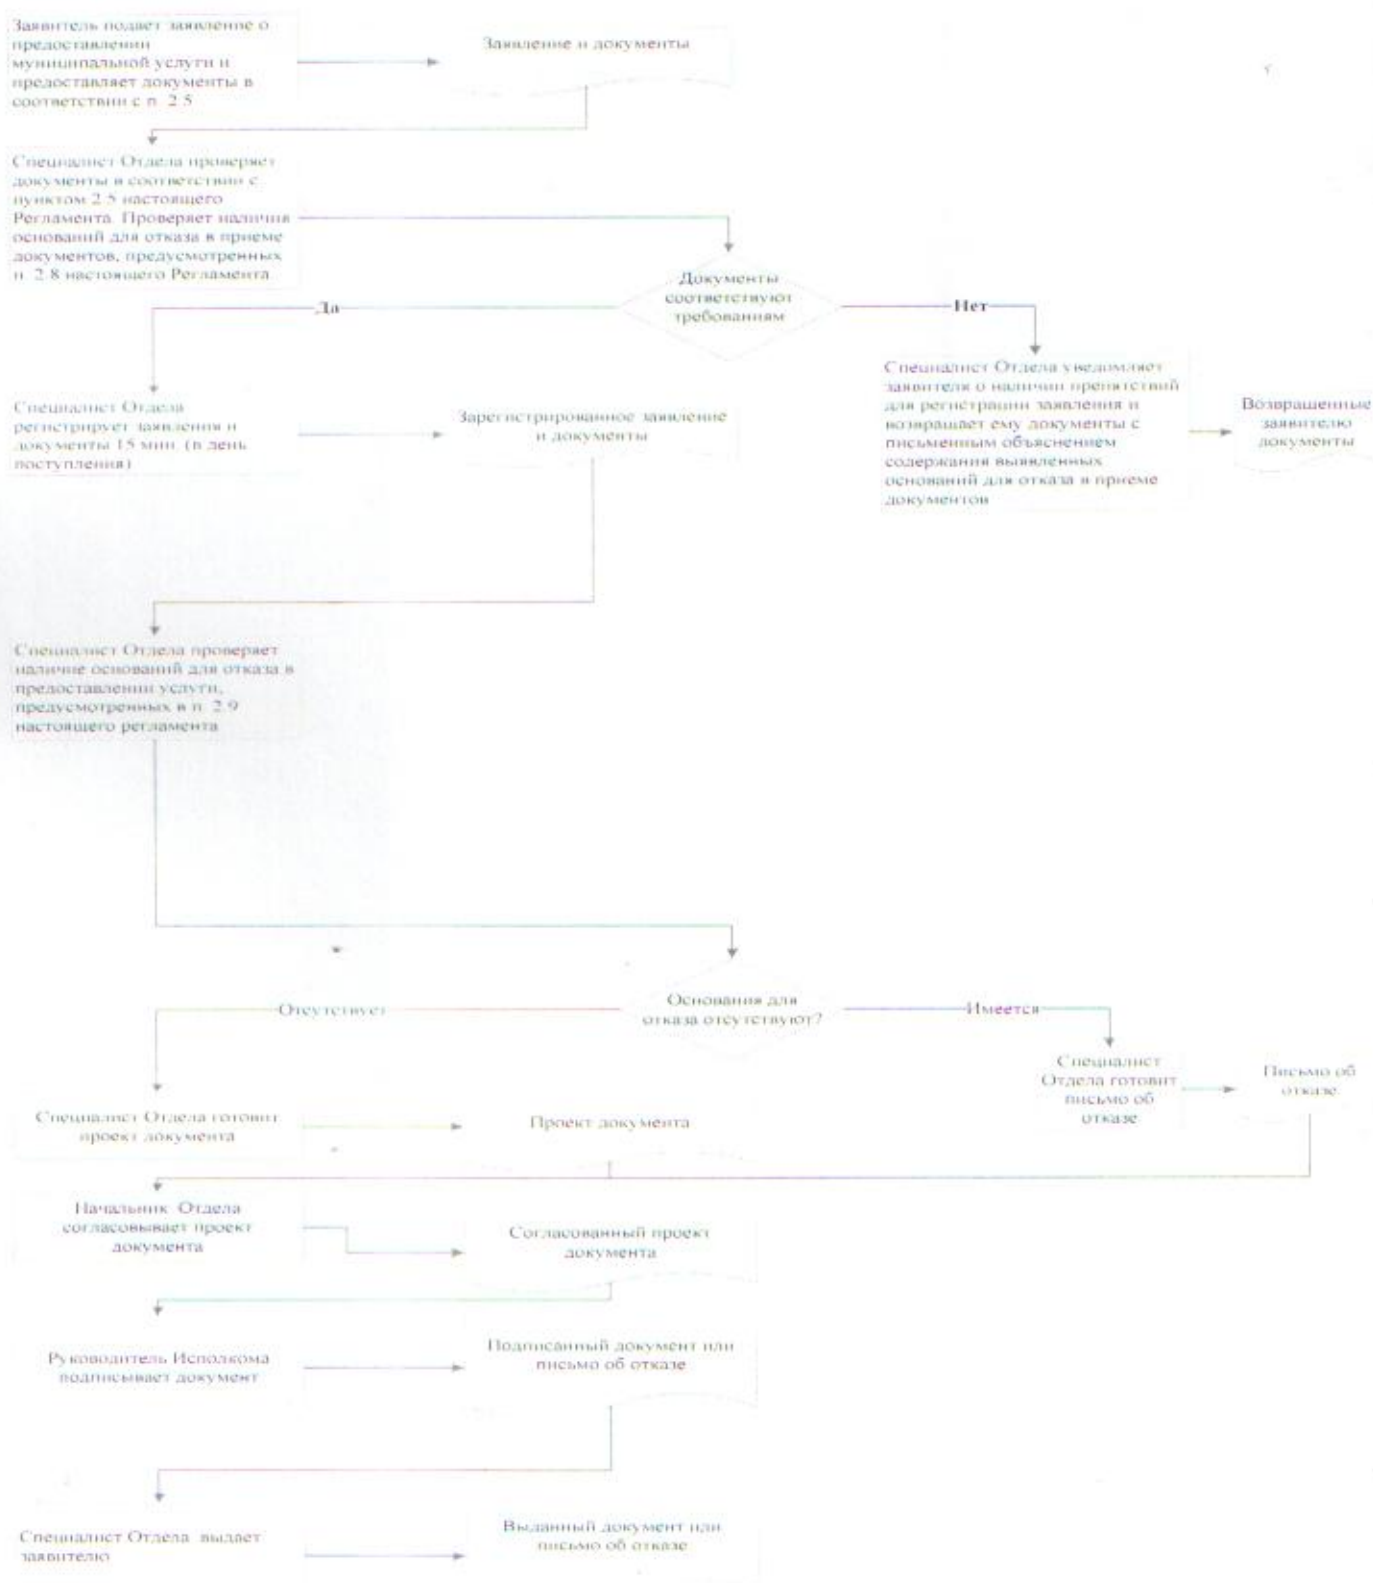 Заявитель подает заявление о
предоставлении
муниципальной услуги и
предоставляет документы в
соответствии с п. 2.5
Заявление и документы
Специалист Отдела проверяет
документы в соответствии с
пунктом 2.5 настоящего
Регламента. Проверяет наличия
оснований для отказа в приеме
документов, предусмотренных
п. 2.8 настоящего Регламента
Документы
соответствуют
требованиям
Да
Нет
Специалист Отдела
регистрирует заявления и
документы 15 мин. (в день
поступления)
Зарегистрированное заявление
и документы
Специалист Отдела уведомляет
заявителя о наличии препятствий
для регистрации заявления и
возвращает ему документы с
письменным объяснением
содержания выявленных
оснований для отказа в приеме
документов
Возвращенные
заявителю
документы
Специалист Отдела проверяет
наличие оснований для отказа в
предоставлении услуги,
предусмотренных в п. 2.9
настоящего регламента
Основания для
отказа отсутствуют?
Отсутствует
Имеется
Специалист
Отдела готовит
письмо об
отказе
Письмо об
отказе
Специалист Отдела готовит
проект документа
Проект документа
Начальник Отдела
согласовывает проект
документа
Согласованный проект
документа
Руководитель Исполкома
подписывает документ
Подписанный документ или
письмо об отказе
Специалист Отдела выдает
заявителю
Выданный документ или
письмо об отказе